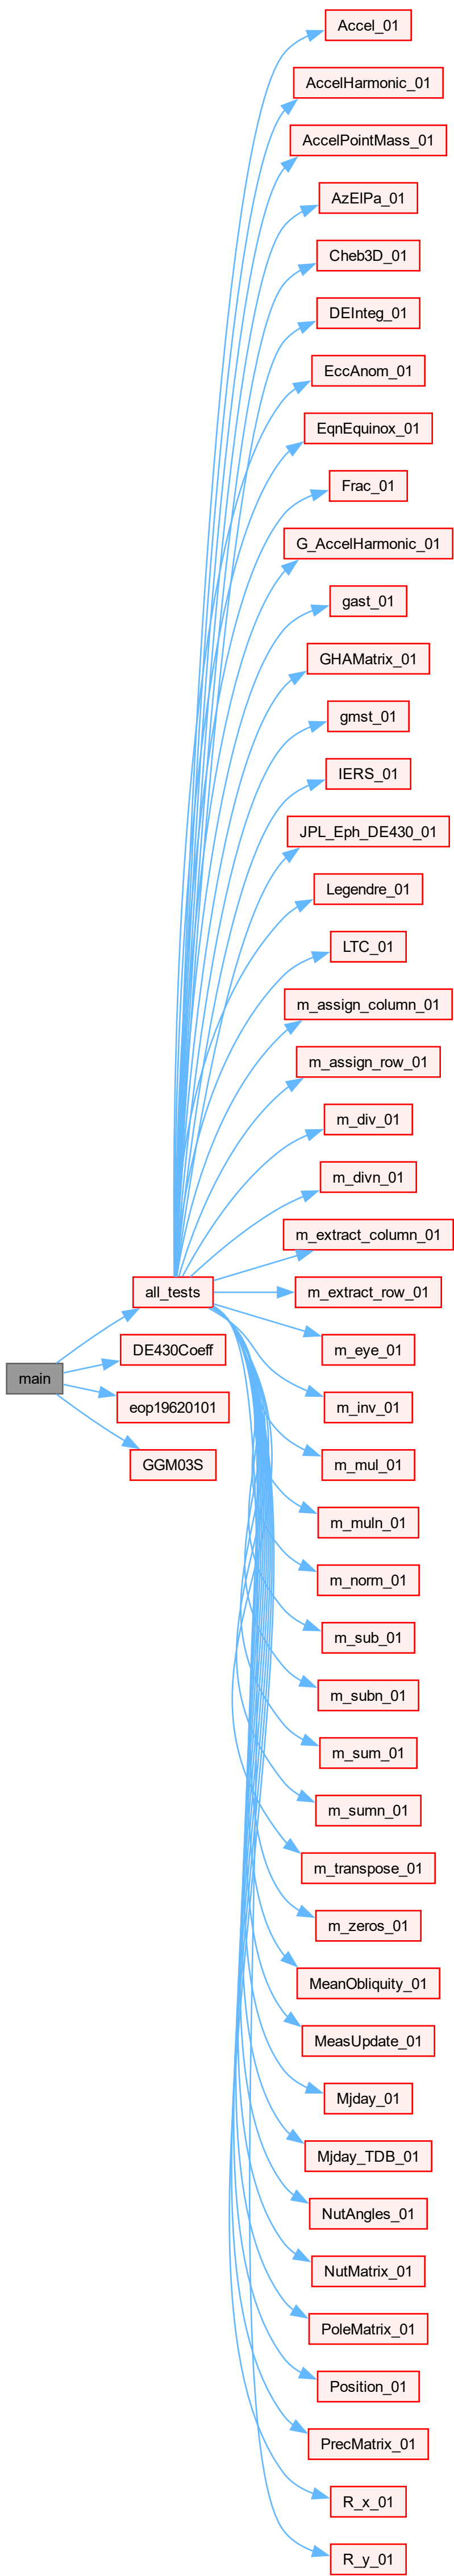 Accel_01
AccelHarmonic_01
AccelPointMass_01
AzElPa_01
Cheb3D_01
DEInteg_01
EccAnom_01
EqnEquinox_01
Frac_01
G_AccelHarmonic_01
gast_01
GHAMatrix_01
gmst_01
IERS_01
JPL_Eph_DE430_01
Legendre_01
LTC_01
m_assign_column_01
m_assign_row_01
m_div_01
m_divn_01
m_extract_column_01
all_tests
m_extract_row_01
DE430Coeff
m_eye_01
main
eop19620101
m_inv_01
GGM03S
m_mul_01
m_muln_01
m_norm_01
m_sub_01
m_subn_01
m_sum_01
m_sumn_01
m_transpose_01
m_zeros_01
MeanObliquity_01
MeasUpdate_01
Mjday_01
Mjday_TDB_01
NutAngles_01
NutMatrix_01
PoleMatrix_01
Position_01
PrecMatrix_01
R_x_01
R_y_01